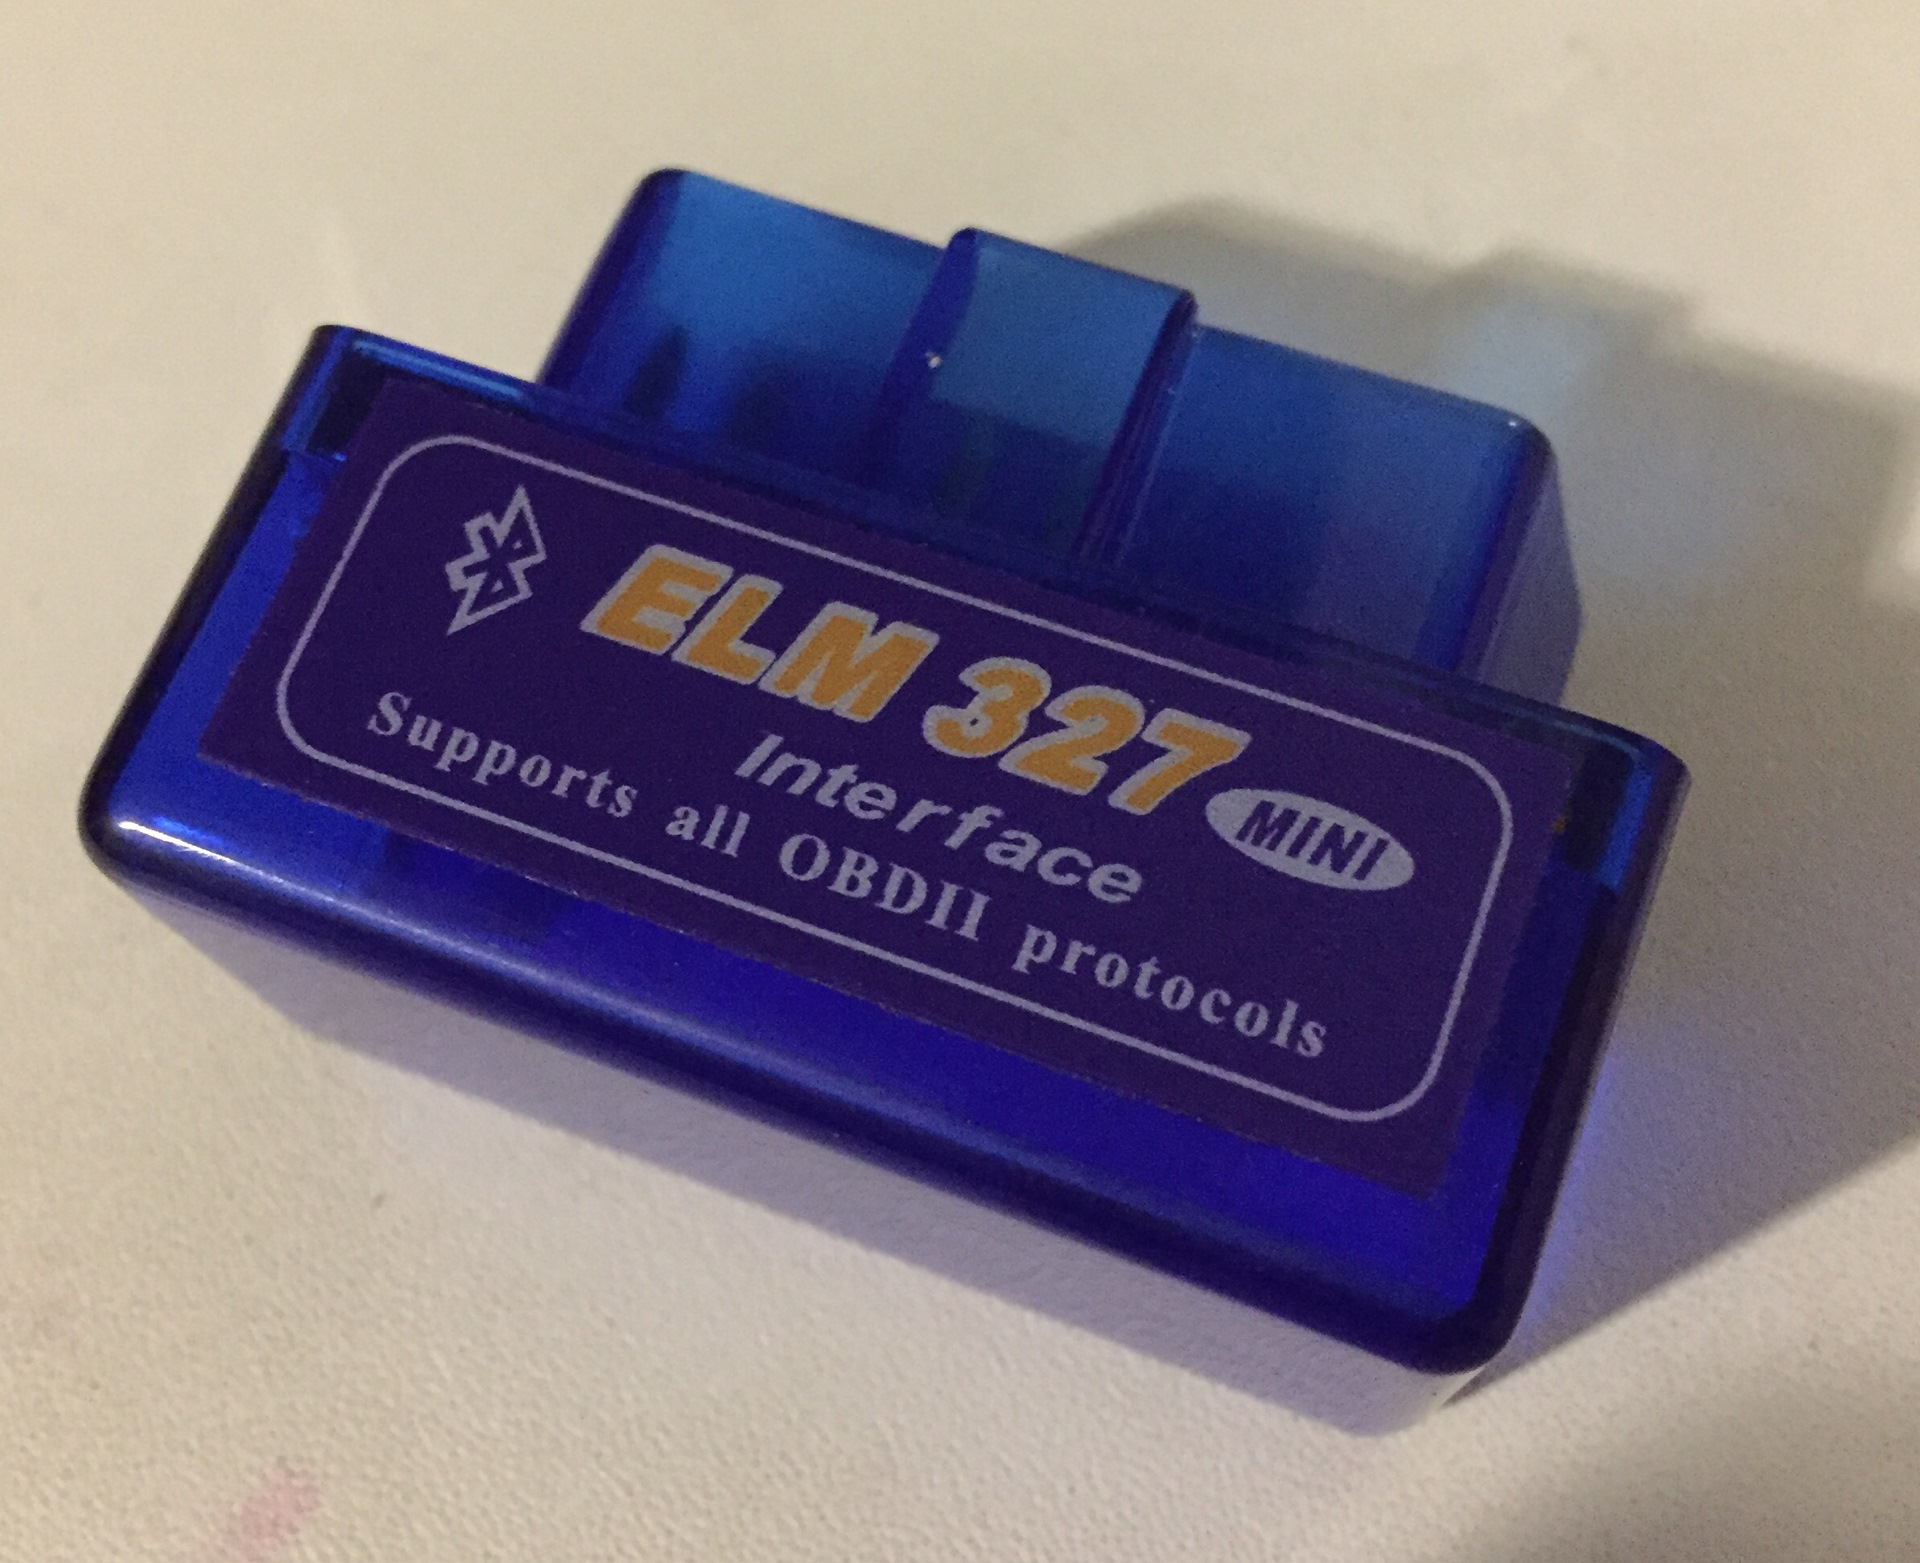 ELM 327
Interface MINI
Supports all OBDII protocols